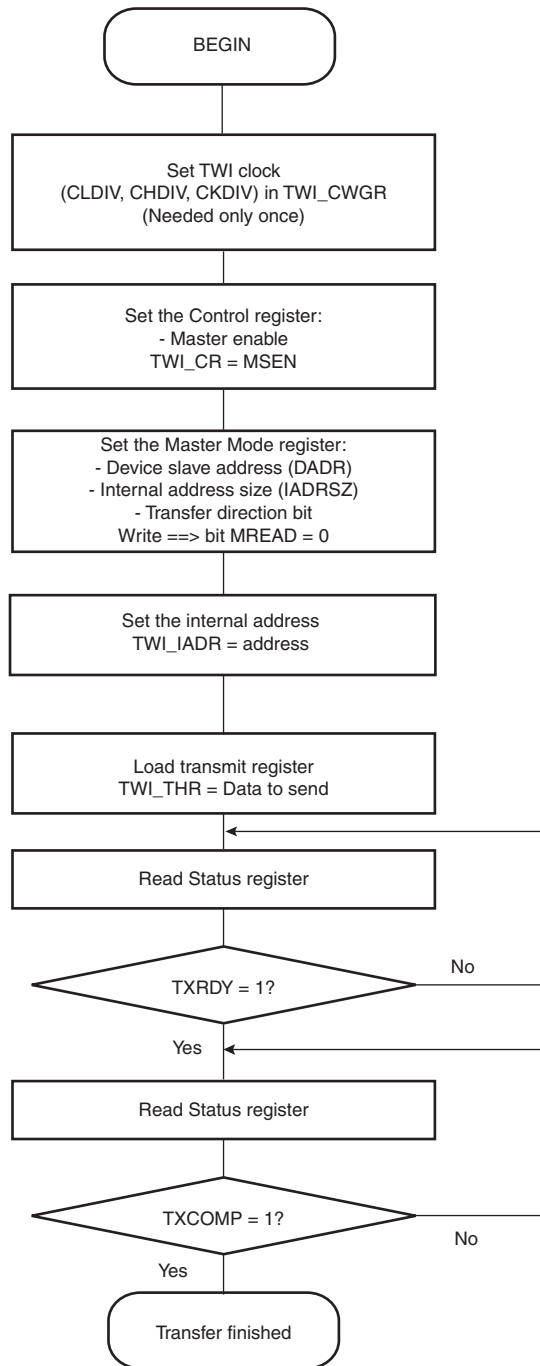 BEGIN
Set TWI clock
(CLDIV, CHDIV, CKDIV) in TWI_CWGR
(Needed only once)
Set the Control register:
- Master enable
TWI_CR = MSEN
Set the Master Mode register:
- Device slave address (DADR)
- Internal address size (IADRSZ)
- Transfer direction bit
Write ==> bit MREAD = 0
Set the internal address
TWI_IADR = address
Load transmit register
TWI_THR = Data to send
Read Status register
TXRDY = 1?
No
Yes
Read Status register
TXCOMP = 1?
No
Yes
Transfer finished